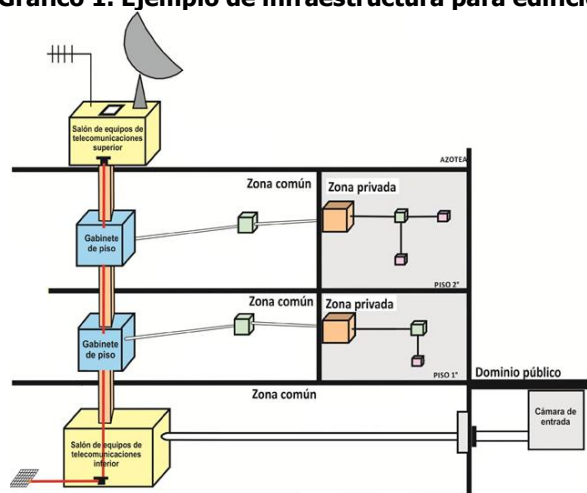 Gráfico 1. Ejemplo de infraestructura para edificio
Salón de equipos de
telecomunicaciones
superior
AZOTEA
Zona común
Zona privada
Gabinete
de piso
PISO 2°
Zona común
Zona privada
Gabinete
de piso
PISO 1°
Dominio público
Zona común
Cámara de
entrada
Salón de equipos de
telecomunicaciones
inferior